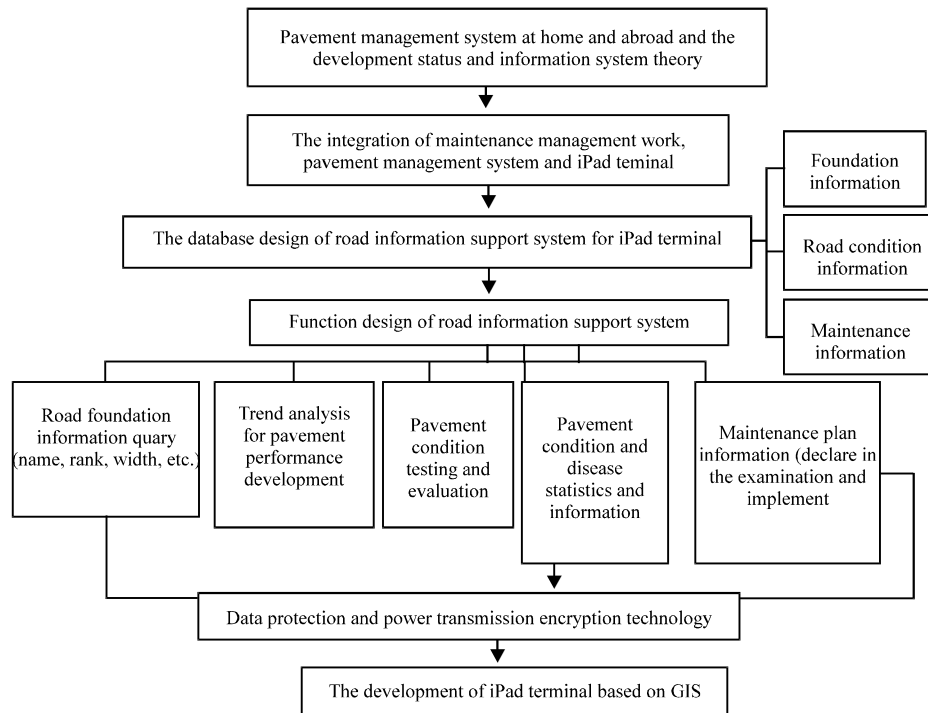 Pavement management system at home and abroad and the
development status and information system theory
The integration of maintenance management work,
pavement management system and iPad teminal
Foundation
information
The database design of road information support system for iPad terminal
Road condition
information
Function design of road information support system
Maintenance
information
Road foundation
information quary
(name, rank, width, etc.)
Trend analysis
for pavement
performance
development
Pavement
condition
testing and
evaluation
Pavement
condition and
disease
statistics and
information
Maintenance plan
information (declare in
the examination and
implement
Data protection and power transmission encryption technology
The development of iPad terminal based on GIS